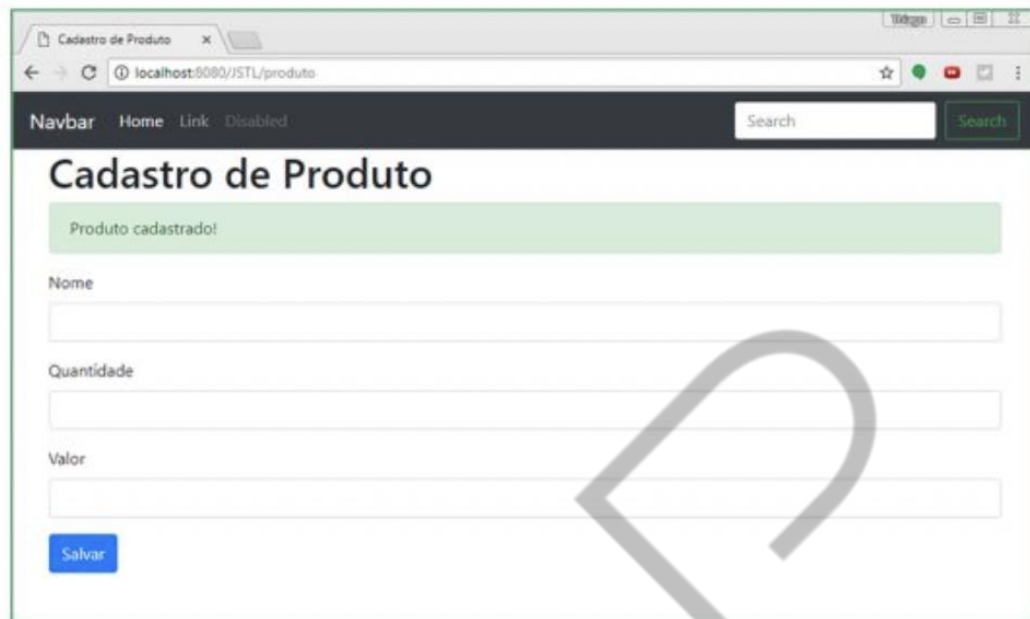 Cadastro de Produto
localhost:8080/JSTL/produto
Navbar Home Link Disabled Search Search
Cadastro de Produto
Produto cadastrado!
Nome
Quantidade
Valor
Salvar